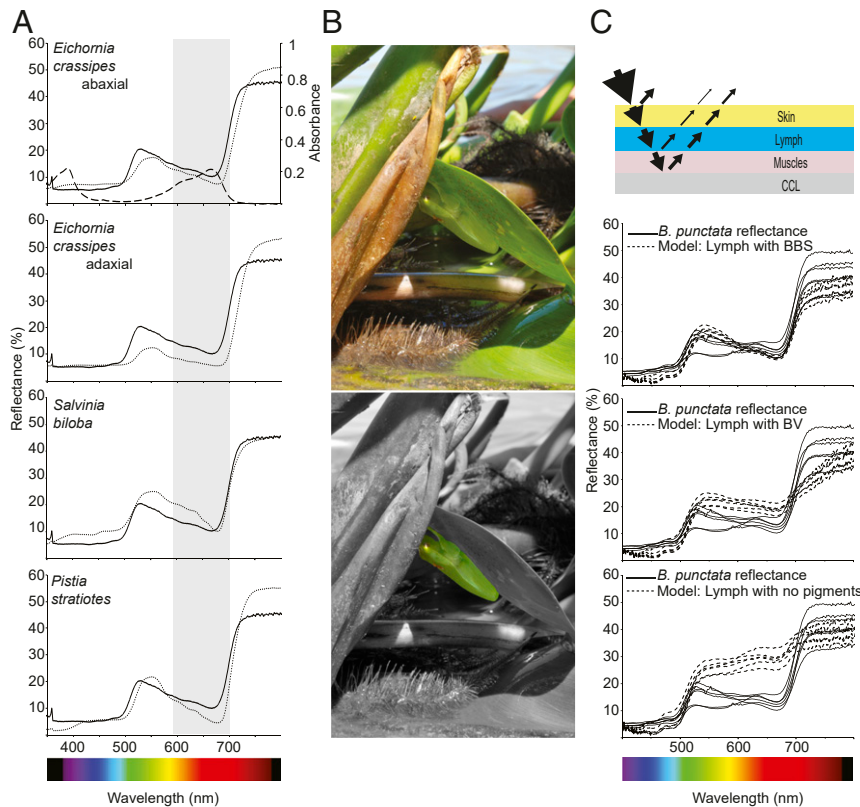 A
60
50
40
30
20
10
Eichornia
crassipes
abaxial
1
0.8
0.6
0.4
0.2
Absorbance
60
50
40
30
20
10
Eichornia
crassipes
adaxial
Reflectance (%)
60
50
40
30
20
10
Salvinia
biloba
60
50
40
30
20
10
Pistia
stratiotes
400 500 600 700
Wavelength (nm)
B
C
Skin
Lymph
Muscles
CCL
60
50
40
30
20
10
B. punctata reflectance
Model: Lymph with BBS
Reflectance (%)
60
50
40
30
20
10
B. punctata reflectance
Model: Lymph with BV
60
50
40
30
20
10
B. punctata reflectance
Model: Lymph with no pigments
500 700
Wavelength (nm)